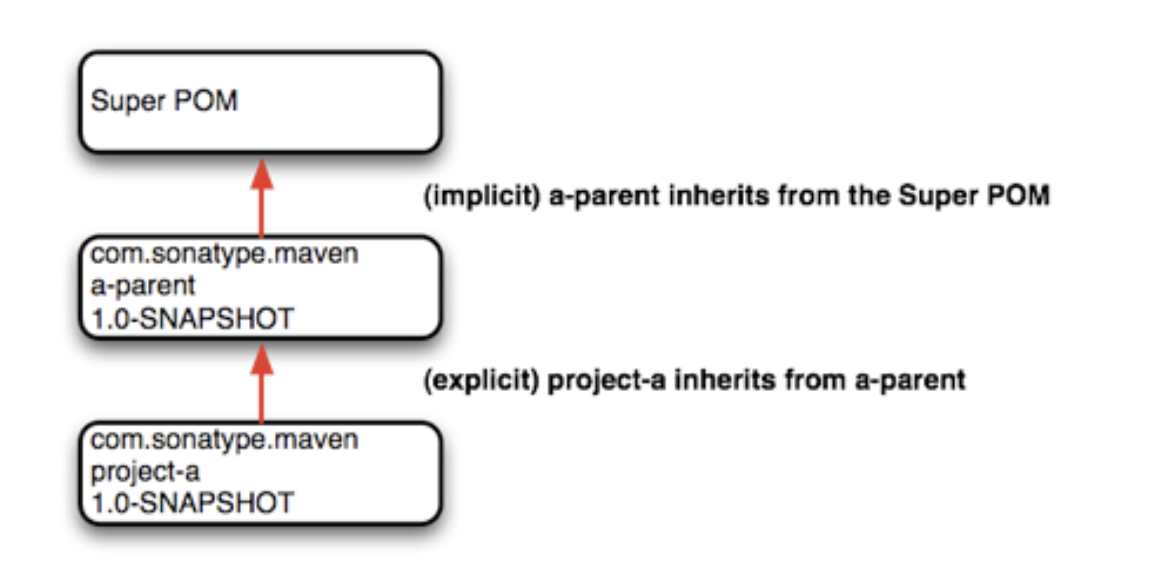 Super POM
(implicit) a-parent inherits from the Super POM
com.sonatype.maven
a-parent
1.0-SNAPSHOT
(explicit) project-a inherits from a-parent
com.sonatype.maven
project-a
1.0-SNAPSHOT